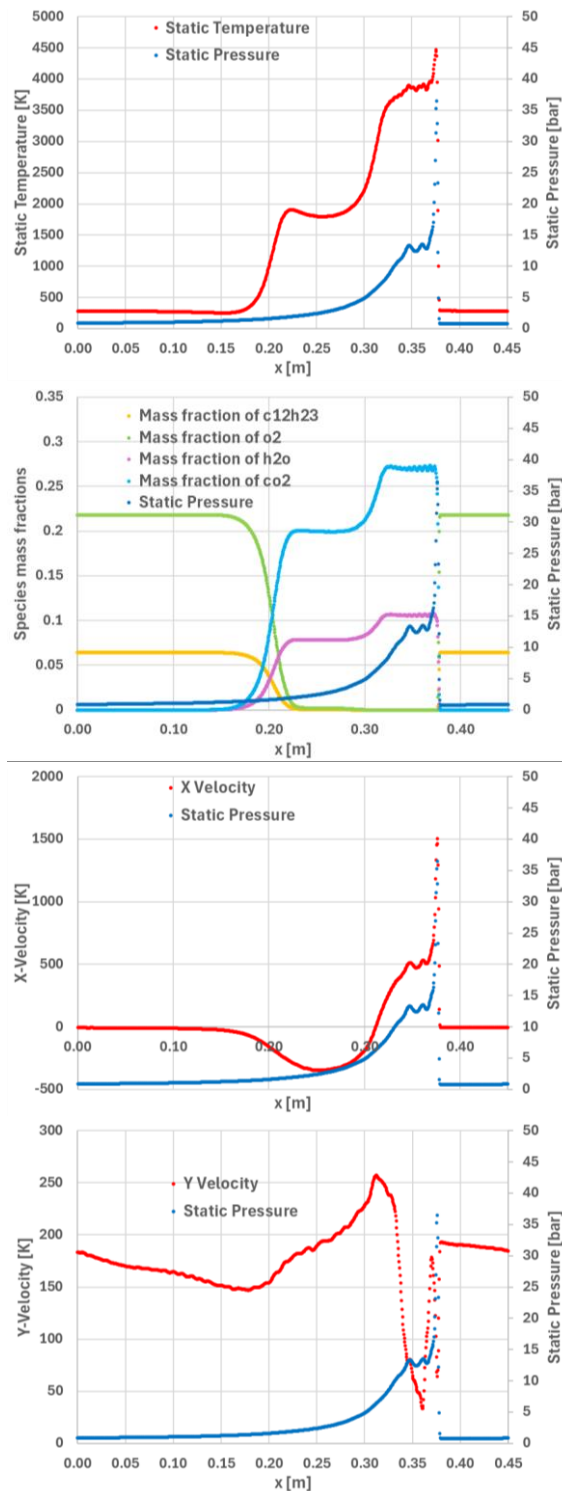 Static Temperature
Static Pressure
Static Temperature [K]
5000
4500
4000
3500
3000
2500
2000
1500
1000
500
0
50
45
40
35
30
25
20
15
10
5
0
Static Pressure [bar]
0.00 0.05 0.10 0.15 0.20 0.25 0.30 0.35 0.40 0.45
x [m]
Mass fraction of c12h23
Mass fraction of o2
Mass fraction of h2o
Mass fraction of co2
Static Pressure
Species mass fractions
0.35
0.3
0.25
0.2
0.15
0.1
0.05
0
50
45
40
35
30
25
20
15
10
5
0
Static Pressure [bar]
0.00 0.10 0.20 0.30 0.40
x [m]
X Velocity
Static Pressure
X-Velocity [K]
2000
1500
1000
500
0
-500
50
45
40
35
30
25
20
15
10
5
0
Static Pressure [bar]
0.00 0.10 0.20 0.30 0.40
x [m]
Y Velocity
Static Pressure
Y-Velocity [K]
300
250
200
150
100
50
0
50
45
40
35
30
25
20
15
10
5
0
Static Pressure [bar]
0.00 0.05 0.10 0.15 0.20 0.25 0.30 0.35 0.40 0.45
x [m]